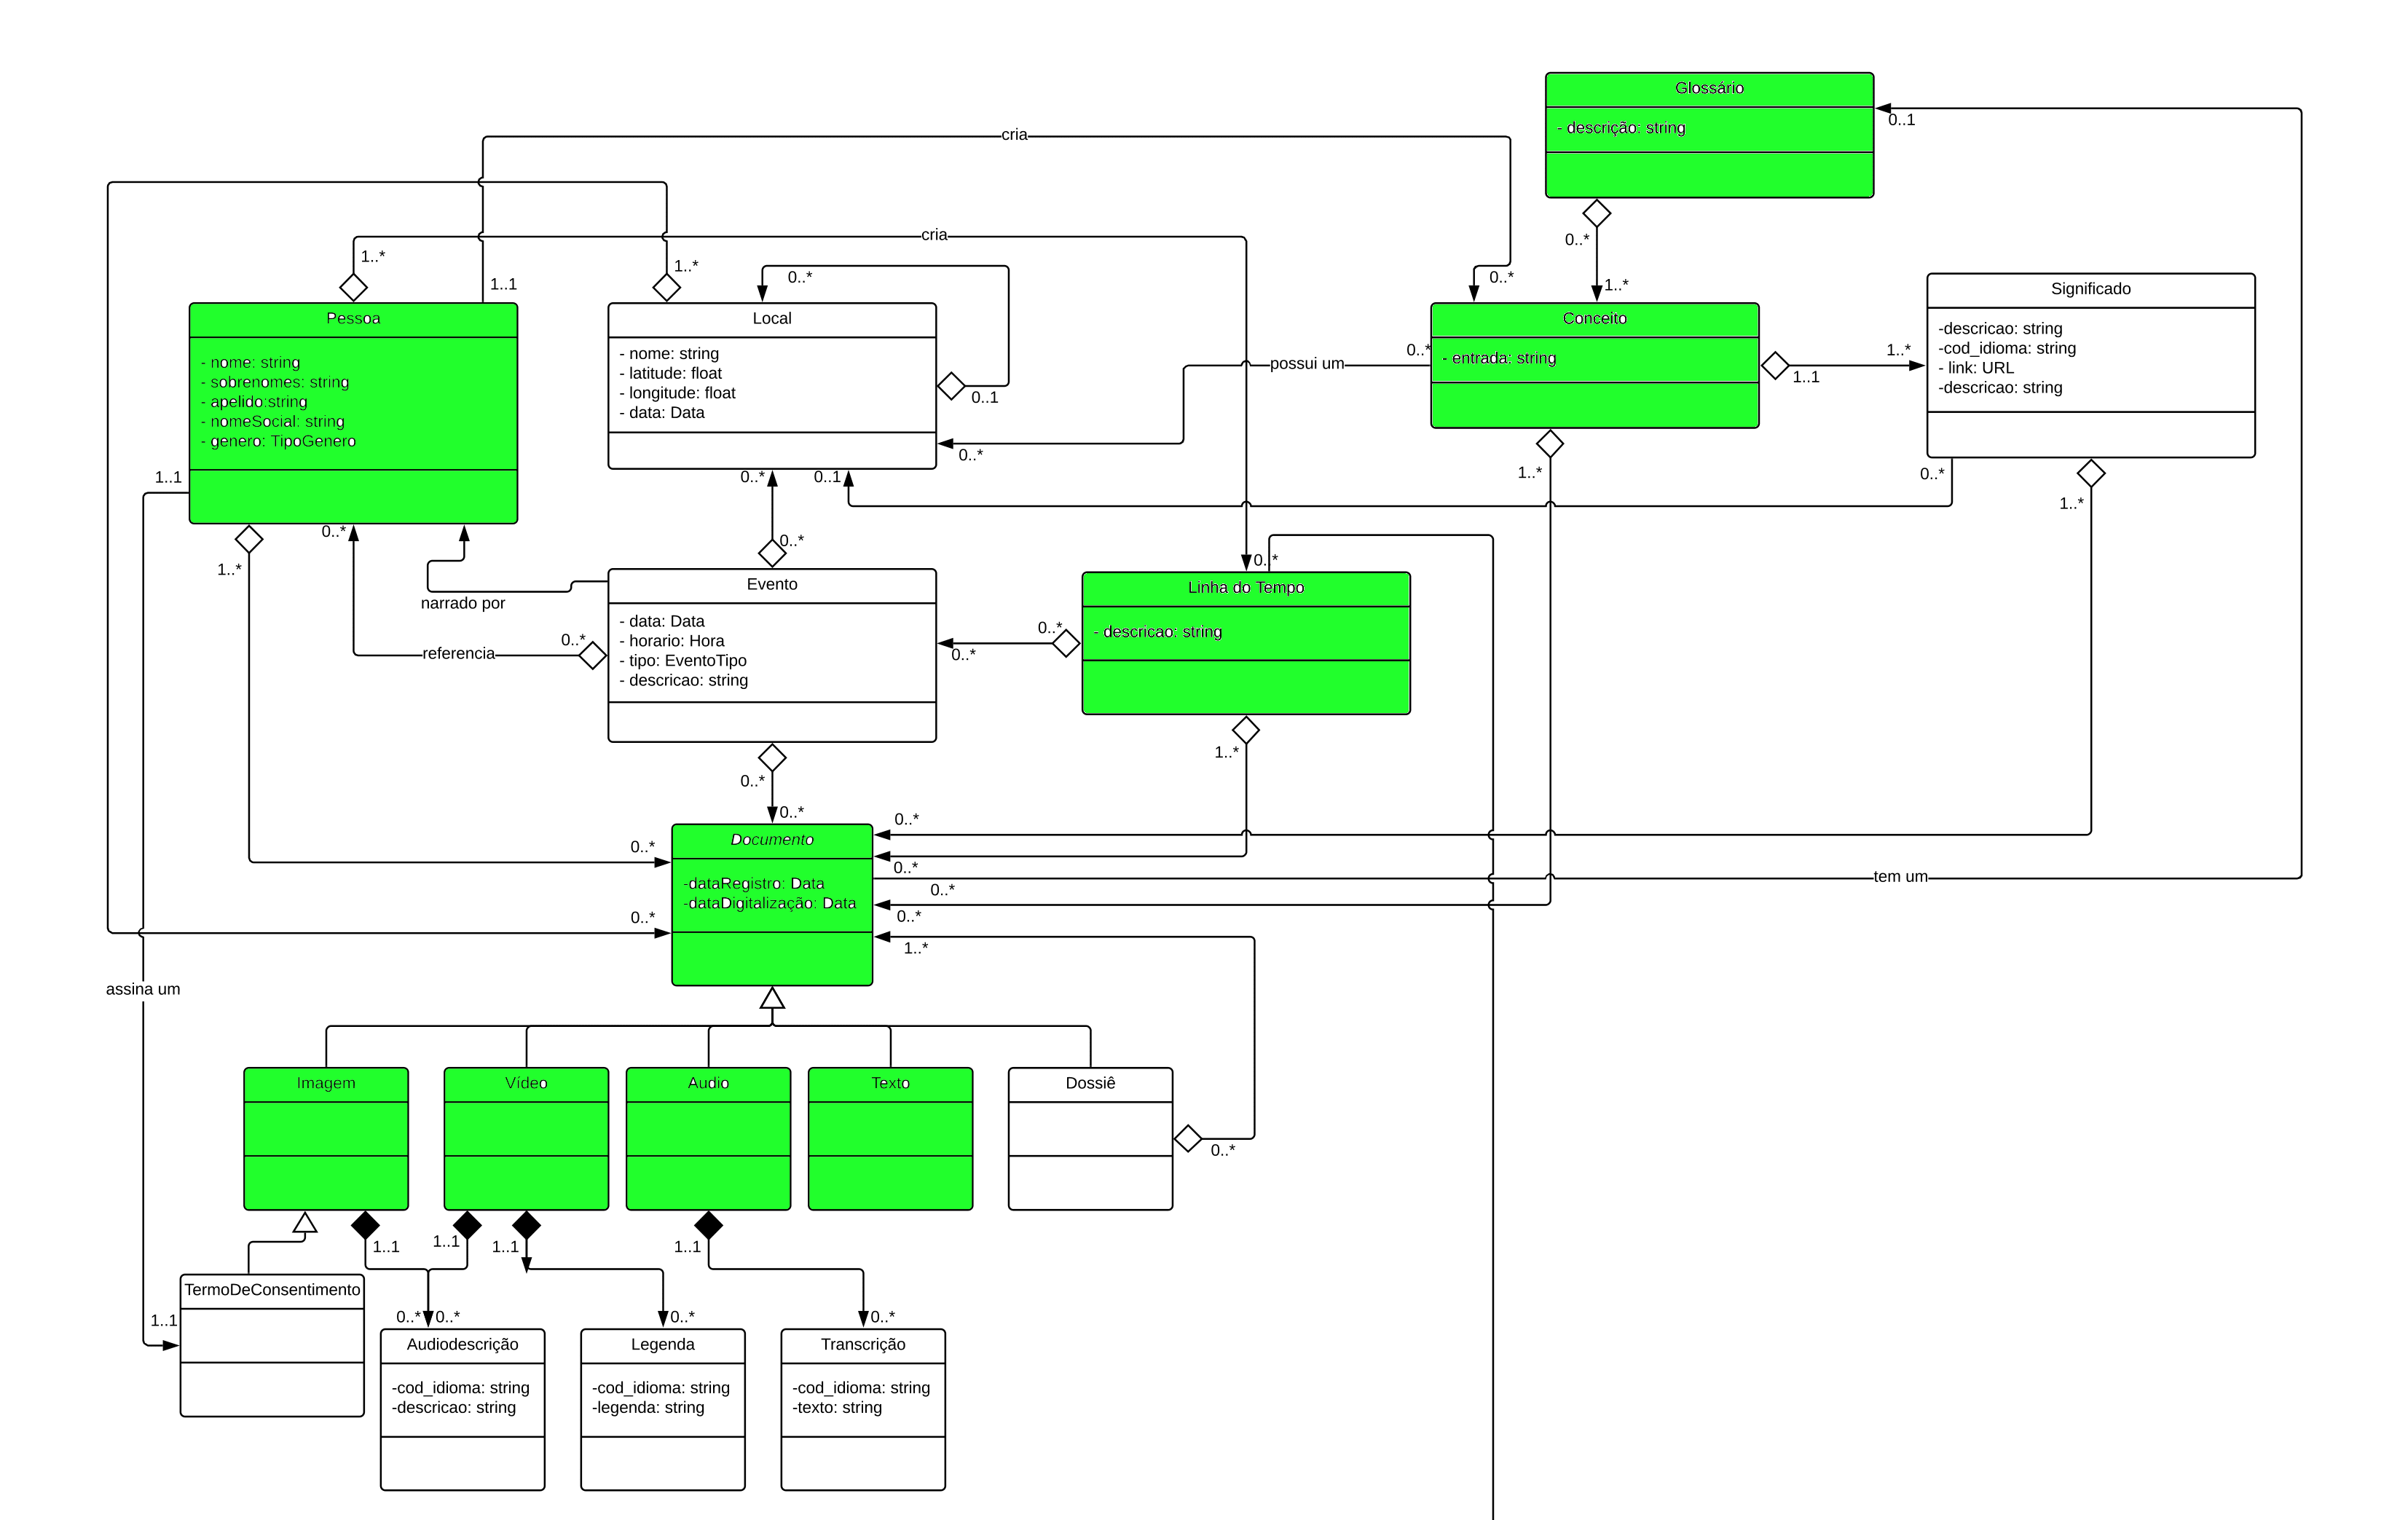 Glossário
- descrição: string
0..1
cria
0..*
1..*
cria
1..*
1..*
1..1
0..*
0..*
Pessoa
- nome: string
- sobrenomes: string
- apelido:string
- nomeSocial: string
- genero: TipoGenero
Local
- nome: string
- latitude: float
- longitude: float
- data: Data
0..1
Conceito
- entrada: string
0..*
possui um
0..*
1..1
1..*
Significado
-descricao: string
-cod_idioma: string
- link: URL
-descricao: string
1..1
0..*
0..1
1..*
0..*
1..*
0..*
1..*
narrado por
0..*
0..*
referencia
Evento
- data: Data
- horario: Hora
- tipo: EventoTipo
- descricao: string
0..*
0..*
0..*
Linha do Tempo
- descricao: string
1..*
0..*
0..*
Documento
-dataRegistro: Data
-dataDigitalização: Data
0..*
0..*
0..*
0..*
0..*
0..*
1..*
tem um
assina um
Imagem
Vídeo
Audio
Texto
Dossiê
0..*
1..1
1..1
1..1
1..1
TermoDeConsentimento
1..1
0..*
0..*
0..*
0..*
Audiodescrição
-cod_idioma: string
-descricao: string
Legenda
-cod_idioma: string
-legenda: string
Transcrição
-cod_idioma: string
-texto: string